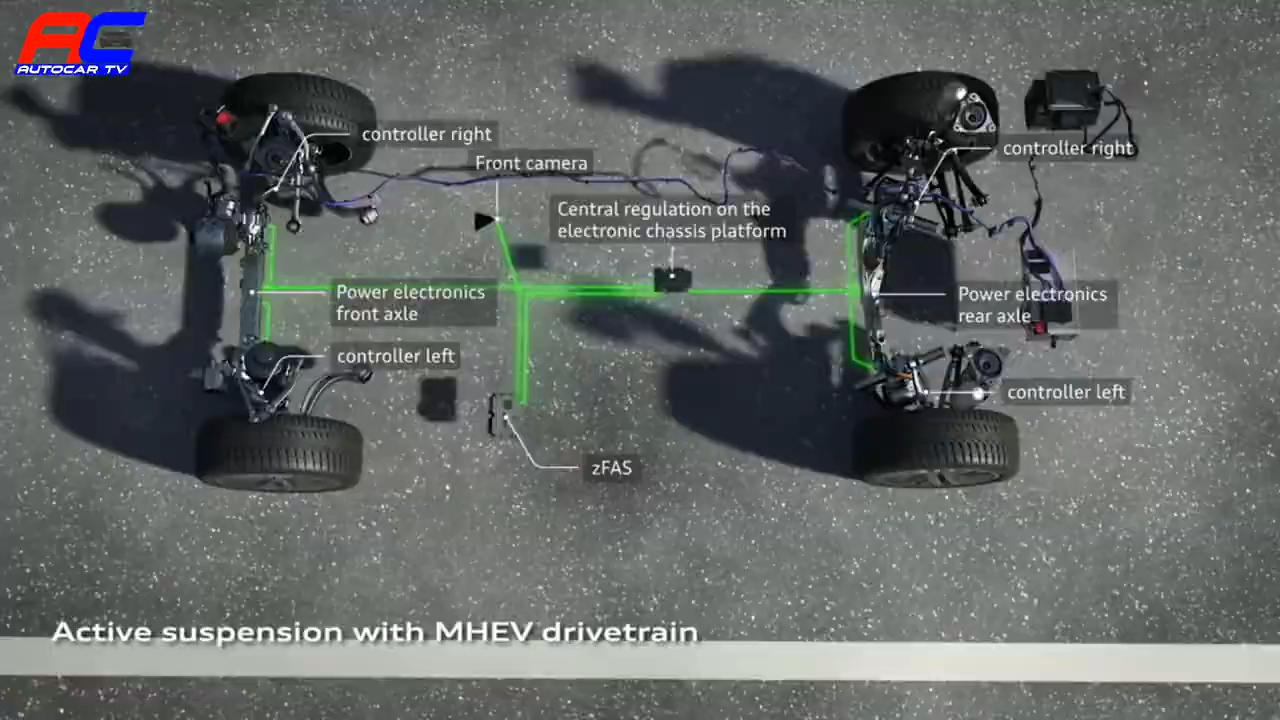 AC
AUTOCAR TV
controller right
controller right
Front camera
Central regulation on the
electronic chassis platform
Power electronics
front axle
Power electronics
rear axle
controller left
controller left
zFAS
Active suspension with MHEV drivetrain